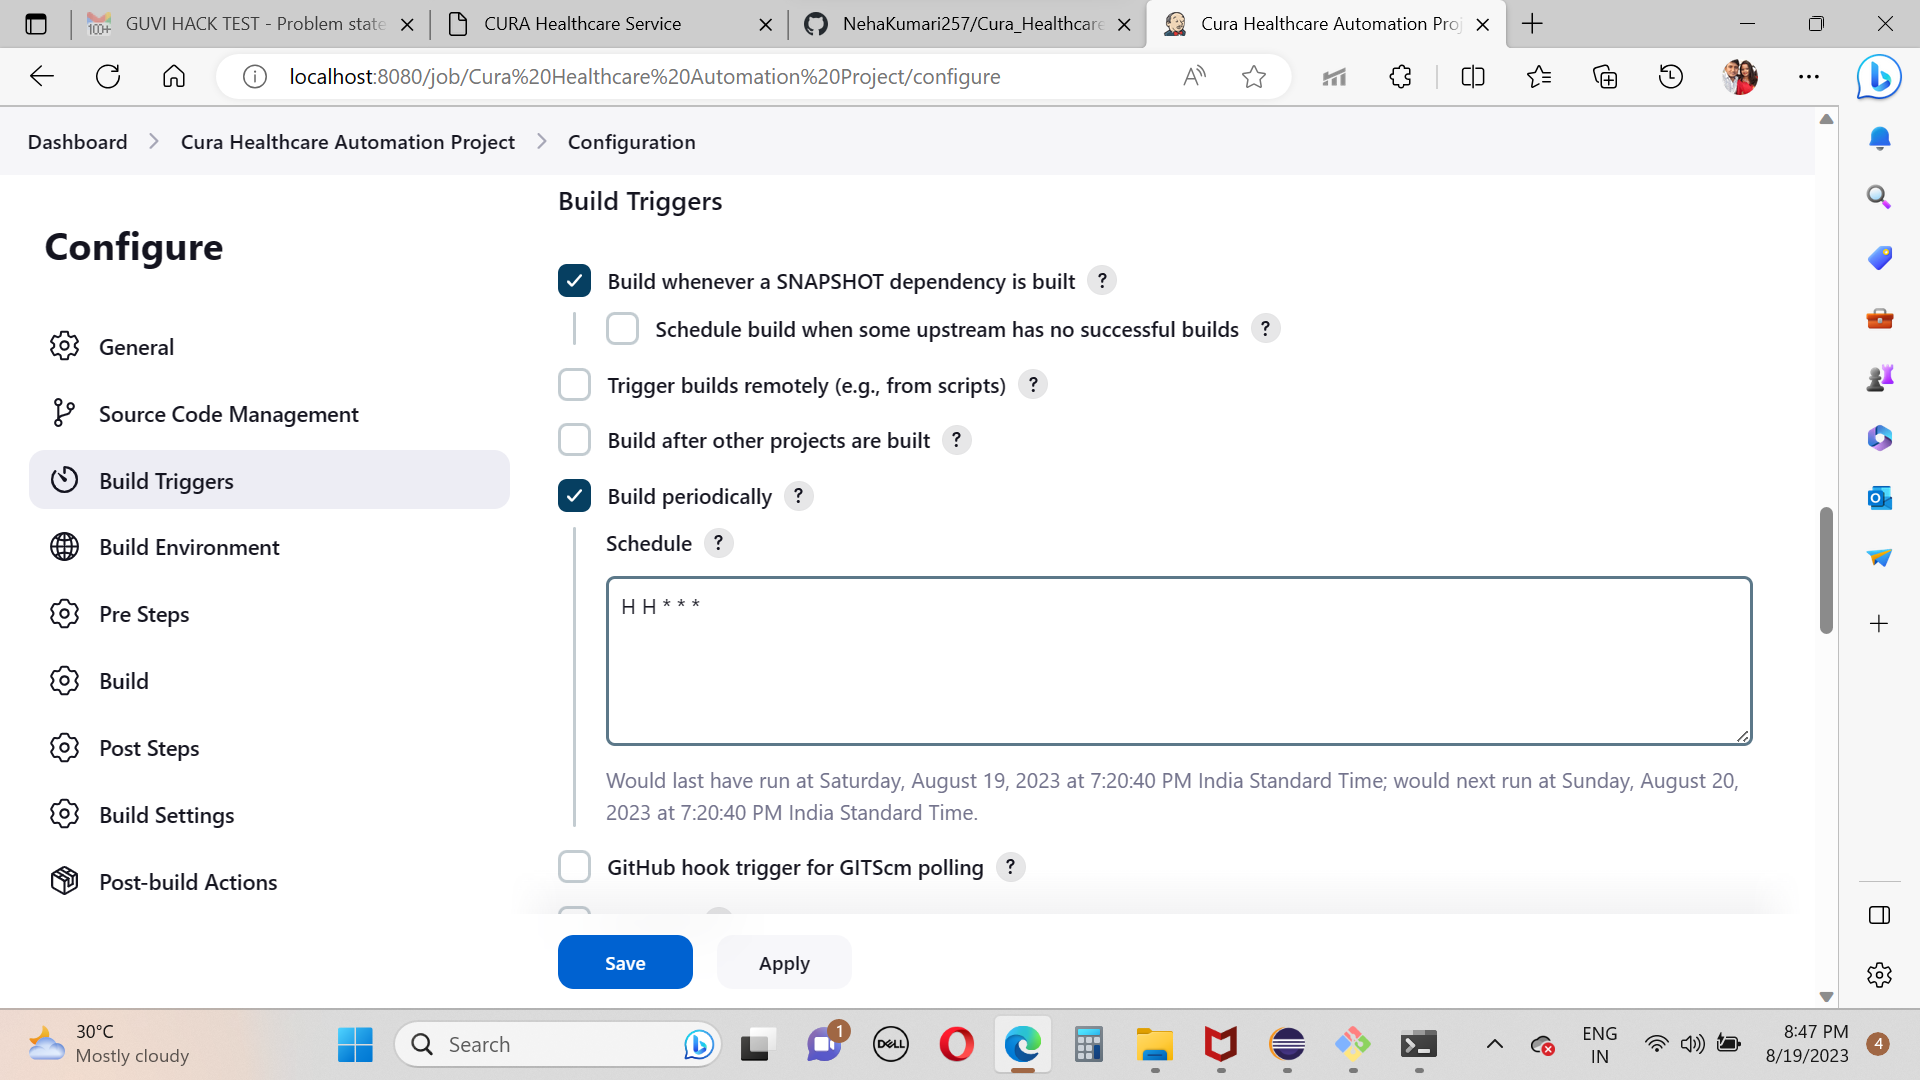 GUVI HACK TEST - Problem state
CURA Healthcare Service
NehaKumari257/Cura_Healthcare
Cura Healthcare Automation Pro
localhost:8080/job/Cura%20Healthcare%20Automation%20Project/configure
Dashboard
Cura Healthcare Automation Project
Configuration
Configure
General
Source Code Management
Build Triggers
Build Environment
Pre Steps
Build
Post Steps
Build Settings
Post-build Actions
Build Triggers
Build whenever a SNAPSHOT dependency is built ?
Schedule build when some upstream has no successful builds ?
Trigger builds remotely (e.g., from scripts) ?
Build after other projects are built ?
Build periodically ?
Schedule ?
H H * * *
Would last have run at Saturday, August 19, 2023 at 7:20:40 PM India Standard Time; would next run at Sunday, August 20,
2023 at 7:20:40 PM India Standard Time.
GitHub hook trigger for GITScm polling ?
Save
Apply
30°C
Mostly cloudy
Search
1
DELL
ENG
IN
8:47 PM
8/19/2023
4